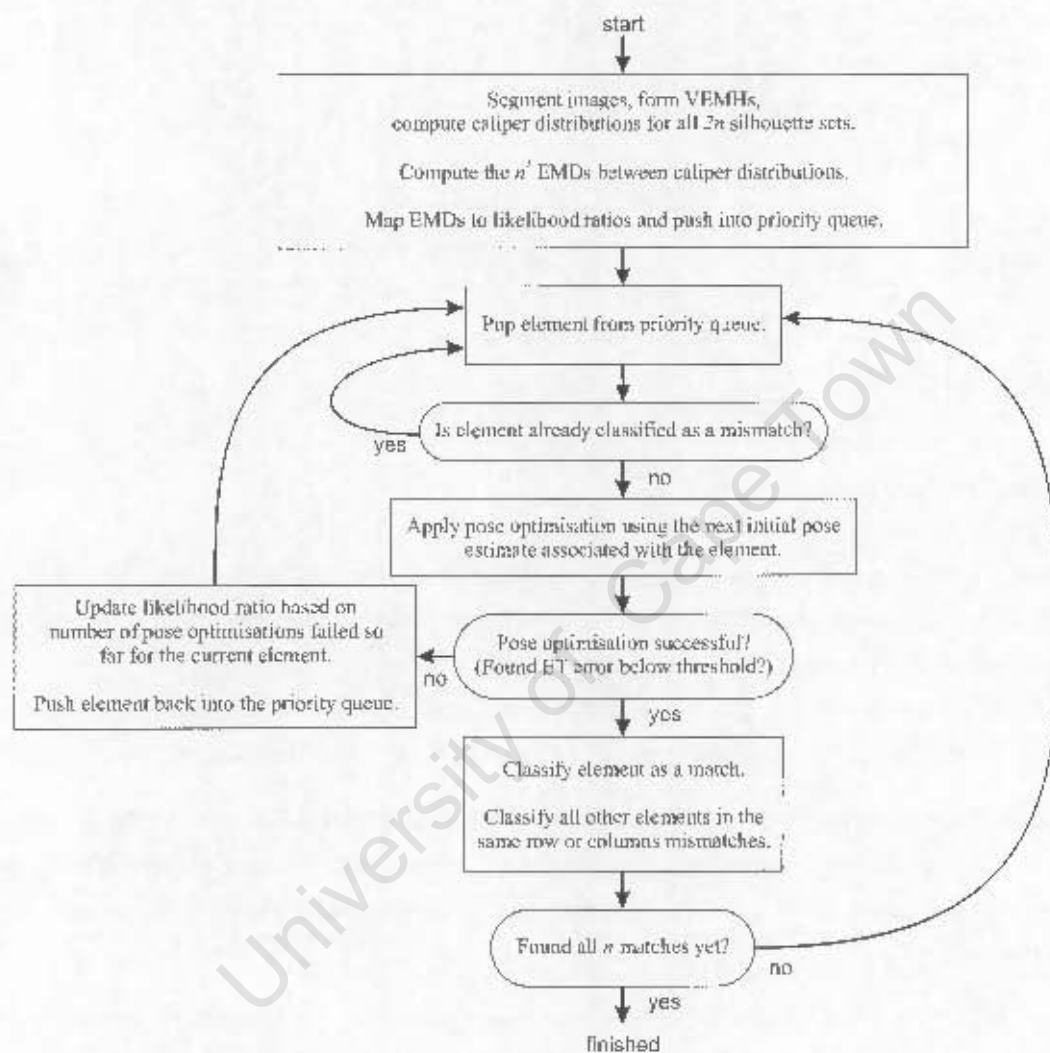 start
Segment images, form VEMHs,
compute caliper distributions for all 2n silhouette sets.
Compute the n² EMDs between caliper distributions.
Map EMDs to likelihood ratios and push into priority queue.
Pop element from priority queue.
Is element already classified as a mismatch?
yes
no
Apply pose optimisation using the next initial pose
estimate associated with the element.
Update likelihood ratio based on
number of pose optimisations failed so
far for the current element.
Push element back into the priority queue.
Pose optimisation successful?
(Found ET error below threshold?)
no
yes
Classify element as a match.
Classify all other elements in the
same row or columns mismatches.
Found all n matches yet?
no
yes
finished
University of Cape Town